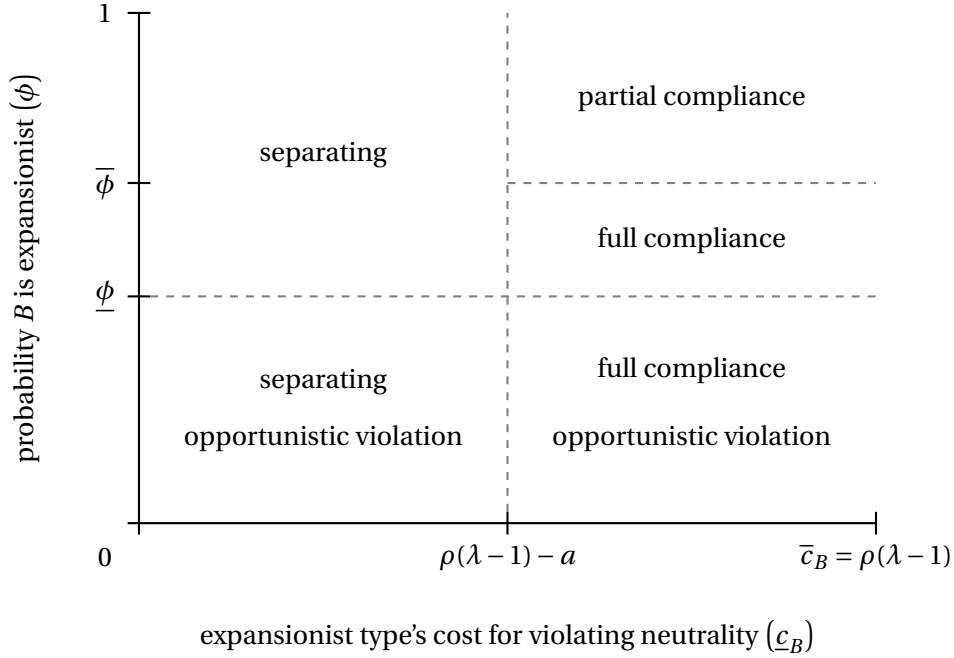 1
partial compliance
separating
ϕ̅
full compliance
ϕ̲
separating
full compliance
opportunistic violation
opportunistic violation
0
ρ(λ − 1) − a
c̅_B = ρ(λ − 1)
expansionist type's cost for violating neutrality (c̲_B)
probability B is expansionist (ϕ)